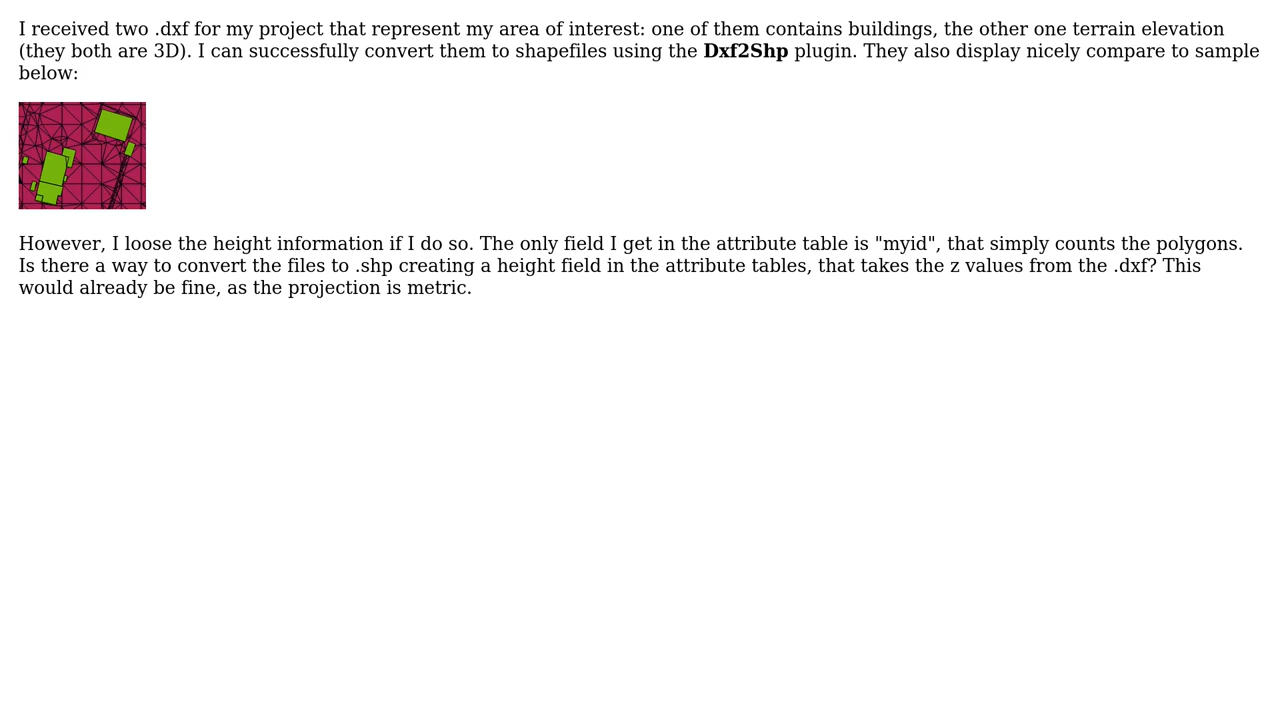 I received two .dxf for my project that represent my area of interest: one of them contains buildings, the other one terrain elevation
(they both are 3D). I can successfully convert them to shapefiles using the Dxf2Shp plugin. They also display nicely compare to sample
below:
However, I loose the height information if I do so. The only field I get in the attribute table is "myid", that simply counts the polygons.
Is there a way to convert the files to .shp creating a height field in the attribute tables, that takes the z values from the .dxf? This
would already be fine, as the projection is metric.